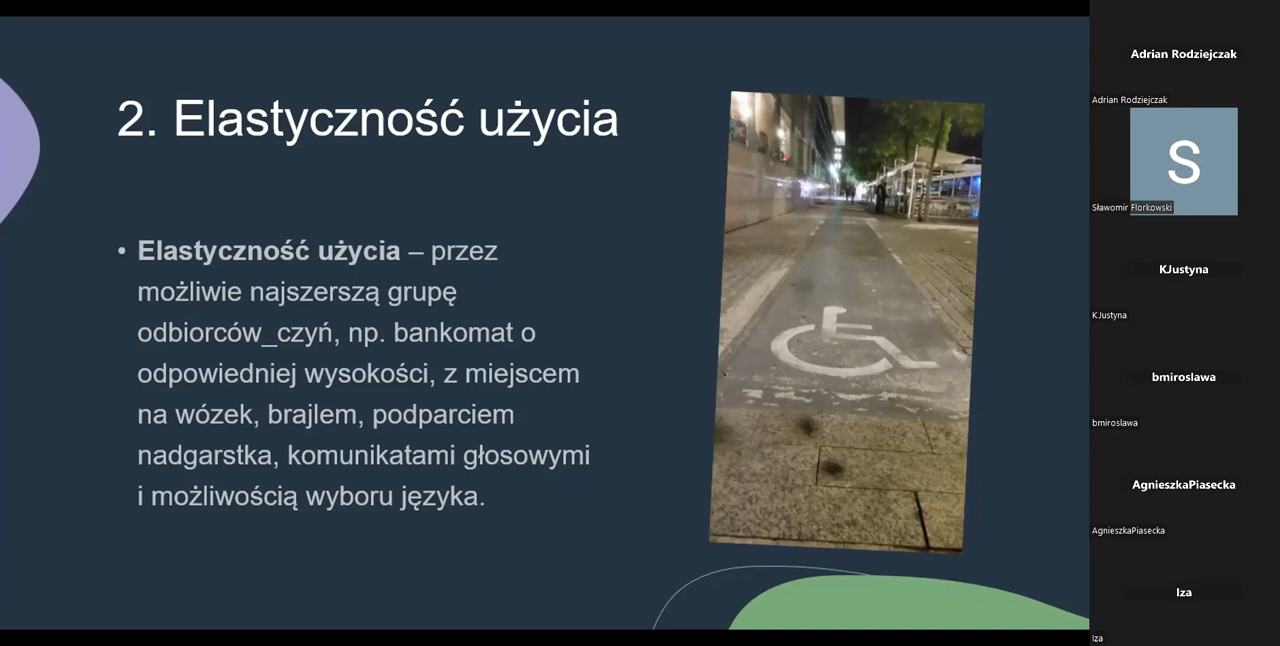 2. Elastyczność użycia
• Elastyczność użycia – przez
możliwie najszerszą grupę
odbiorców_czyń, np. bankomat o
odpowiedniej wysokości, z miejscem
na wózek, brajlem, podparciem
nadgarstka, komunikatami głosowymi
i możliwością wyboru języka.
Adrian Rodziejczak
Adrian Rodziejczak
S
Sławomir Florkowski
KJustyna
KJustyna
bmiroslawa
bmiroslawa
AgnieszkaPiasecka
AgnieszkaPiasecka
Iza
Iza